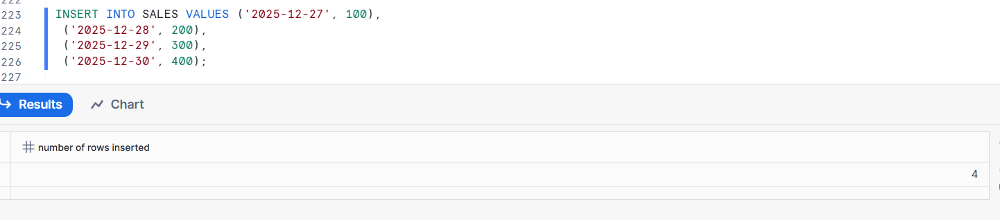 222
223 INSERT INTO SALES VALUES ('2025-12-27', 100),
224 ('2025-12-28', 200),
225 ('2025-12-29', 300),
226 ('2025-12-30', 400);
227
Results Chart
number of rows inserted
4